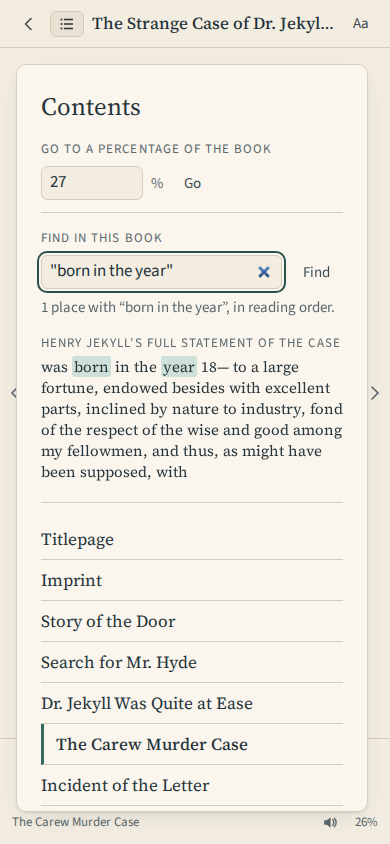 The Strange Case of Dr. Jekyl...
Aa
Contents
GO TO A PERCENTAGE OF THE BOOK
27
%
Go
FIND IN THIS BOOK
"born in the year"
Find
1 place with “born in the year”, in reading order.
HENRY JEKYLL’S FULL STATEMENT OF THE CASE
was born in the year 18— to a large
fortune, endowed besides with excellent
parts, inclined by nature to industry, fond
of the respect of the wise and good among
my fellowmen, and thus, as might have
been supposed, with
Titlepage
Imprint
Story of the Door
Search for Mr. Hyde
Dr. Jekyll Was Quite at Ease
The Carew Murder Case
Incident of the Letter
The Carew Murder Case
26%